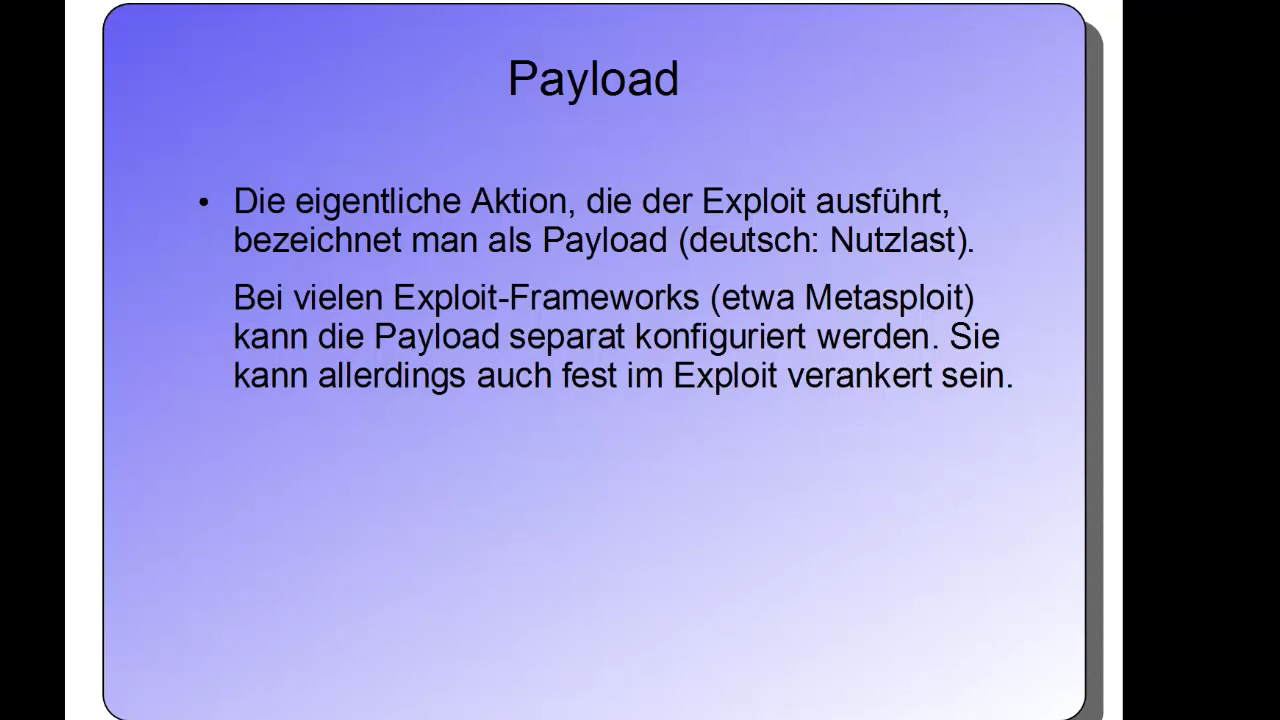 Payload
• Die eigentliche Aktion, die der Exploit ausführt,
bezeichnet man als Payload (deutsch: Nutzlast).
Bei vielen Exploit-Frameworks (etwa Metasploit)
kann die Payload separat konfiguriert werden. Sie
kann allerdings auch fest im Exploit verankert sein.